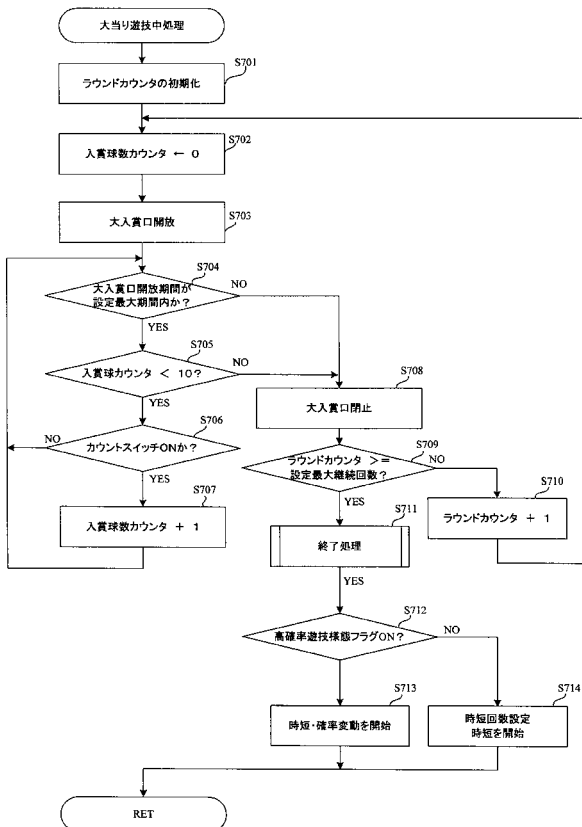 大当り遊技中処理
S701
ラウンドカウンタの初期化
S702
入賞球数カウンタ ← 0
S703
大入賞口開放
S704
大入賞口開放期間が
設定最大期間内か?
NO
YES
S705
入賞球カウンタ < 10?
NO
YES
S706
カウントスイッチONか?
NO
YES
S707
入賞球数カウンタ + 1
S708
大入賞口閉止
S709
ラウンドカウンタ >=
設定最大継続回数?
NO
YES
S710
ラウンドカウンタ + 1
S711
終了処理
YES
S712
高確率遊技様態フラグON?
NO
S713
時短・確率変動を開始
S714
時短回数設定
時短を開始
RET